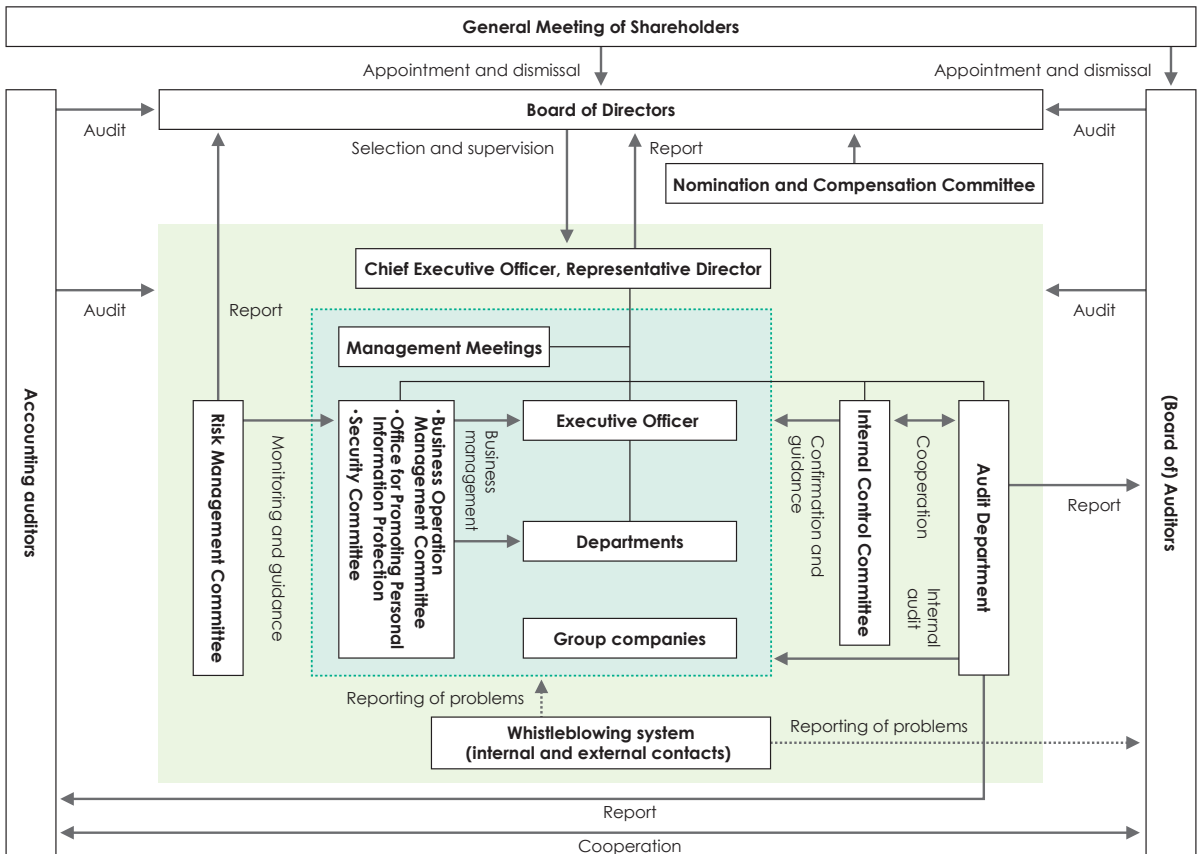 General Meeting of Shareholders
Appointment and dismissal
Appointment and dismissal
Board of Directors
Audit
Audit
Selection and supervision
Report
Nomination and Compensation Committee
Chief Executive Officer, Representative Director
Audit
Report
Audit
Management Meetings
Accounting auditors
Risk Management Committee
Monitoring and guidance
・Business Operation
Management Committee
・Office for Promoting Personal
Information Protection
・Security Committee
Business
management
Executive Officer
Departments
Group companies
Confirmation and
guidance
Internal Control Committee
Cooperation
Internal
audit
Audit Department
Report
(Board of) Auditors
Reporting of problems
Whistleblowing system
(internal and external contacts)
Reporting of problems
Report
Cooperation